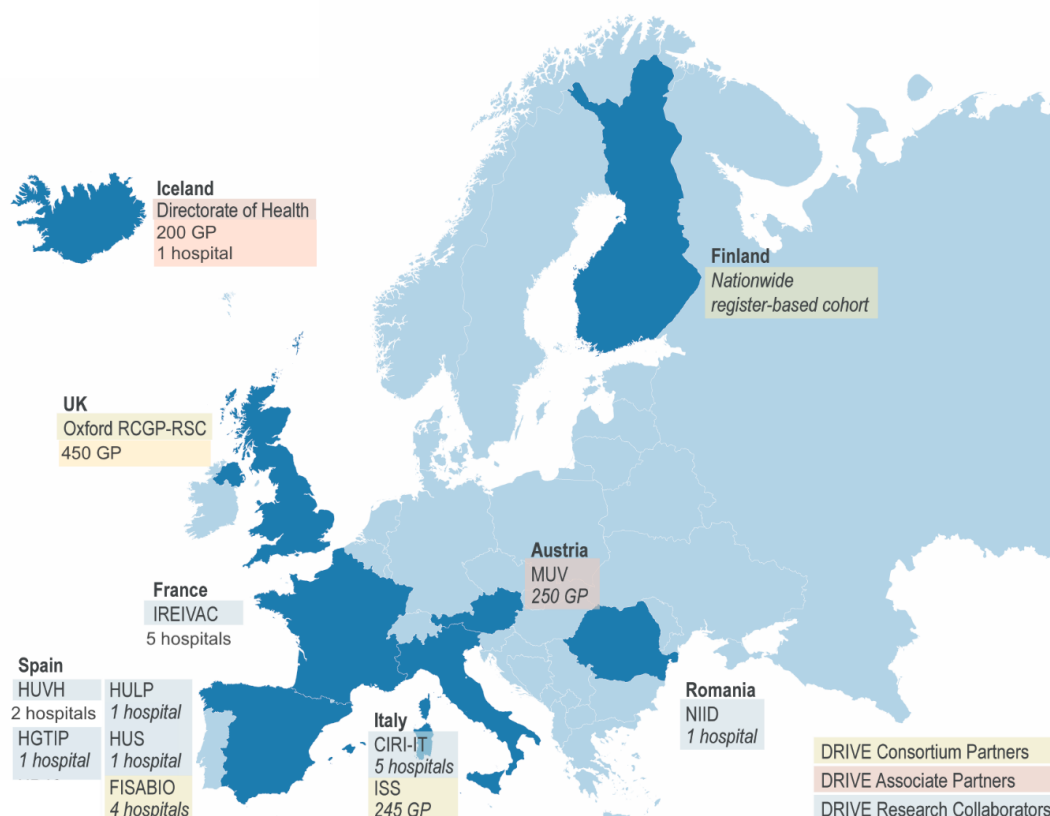 Iceland
Directorate of Health
200 GP
1 hospital
Finland
Nationwide
register-based cohort
UK
Oxford RCGP-RSC
450 GP
Austria
MUV
250 GP
France
IREIVAC
5 hospitals
Spain
HUVH
2 hospitals
HGTIP
1 hospital
HULP
1 hospital
HUS
1 hospital
FISABIO
4 hospitals
Italy
CIRI-IT
5 hospitals
ISS
245 GP
Romania
NIID
1 hospital
DRIVE Consortium Partners
DRIVE Associate Partners
DRIVE Research Collaborators